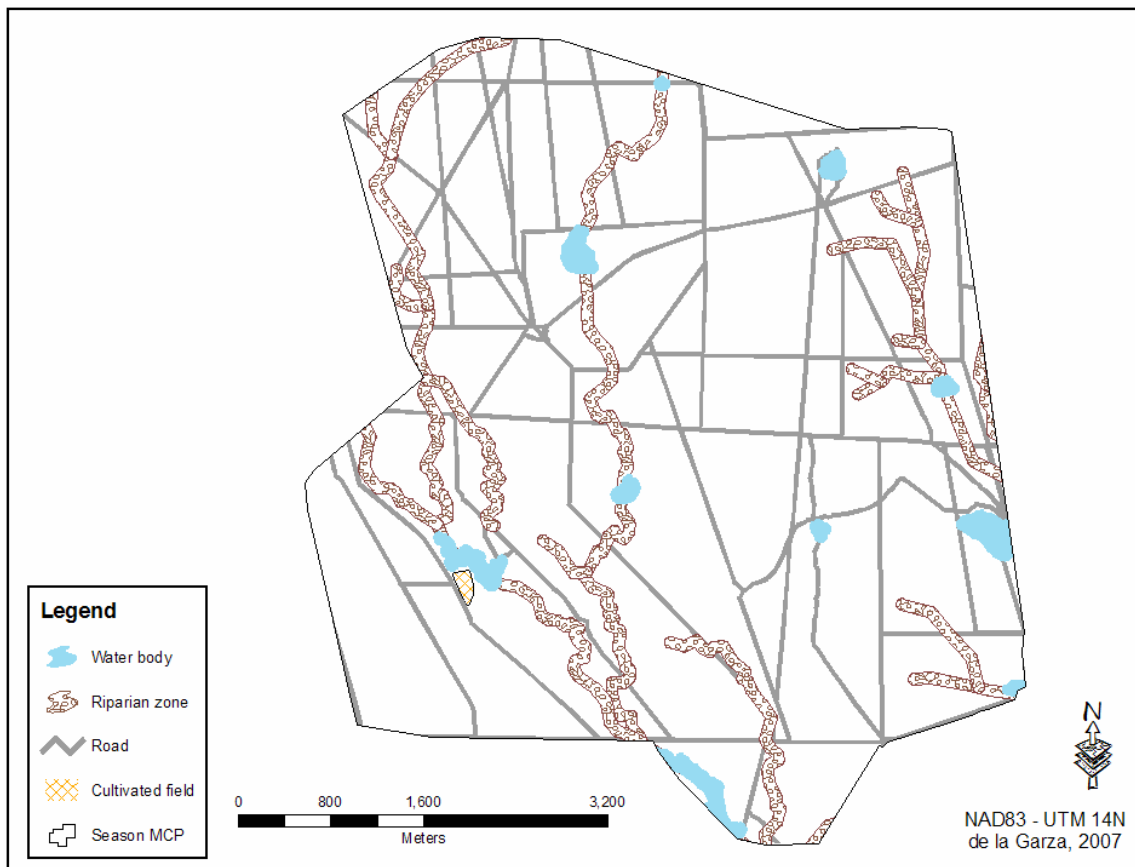 Legend
Water body
Riparian zone
Road
Cultivated field
Season MCP
0 800 1,600 3,200
Meters
N
NAD83 - UTM 14N
de la Garza, 2007